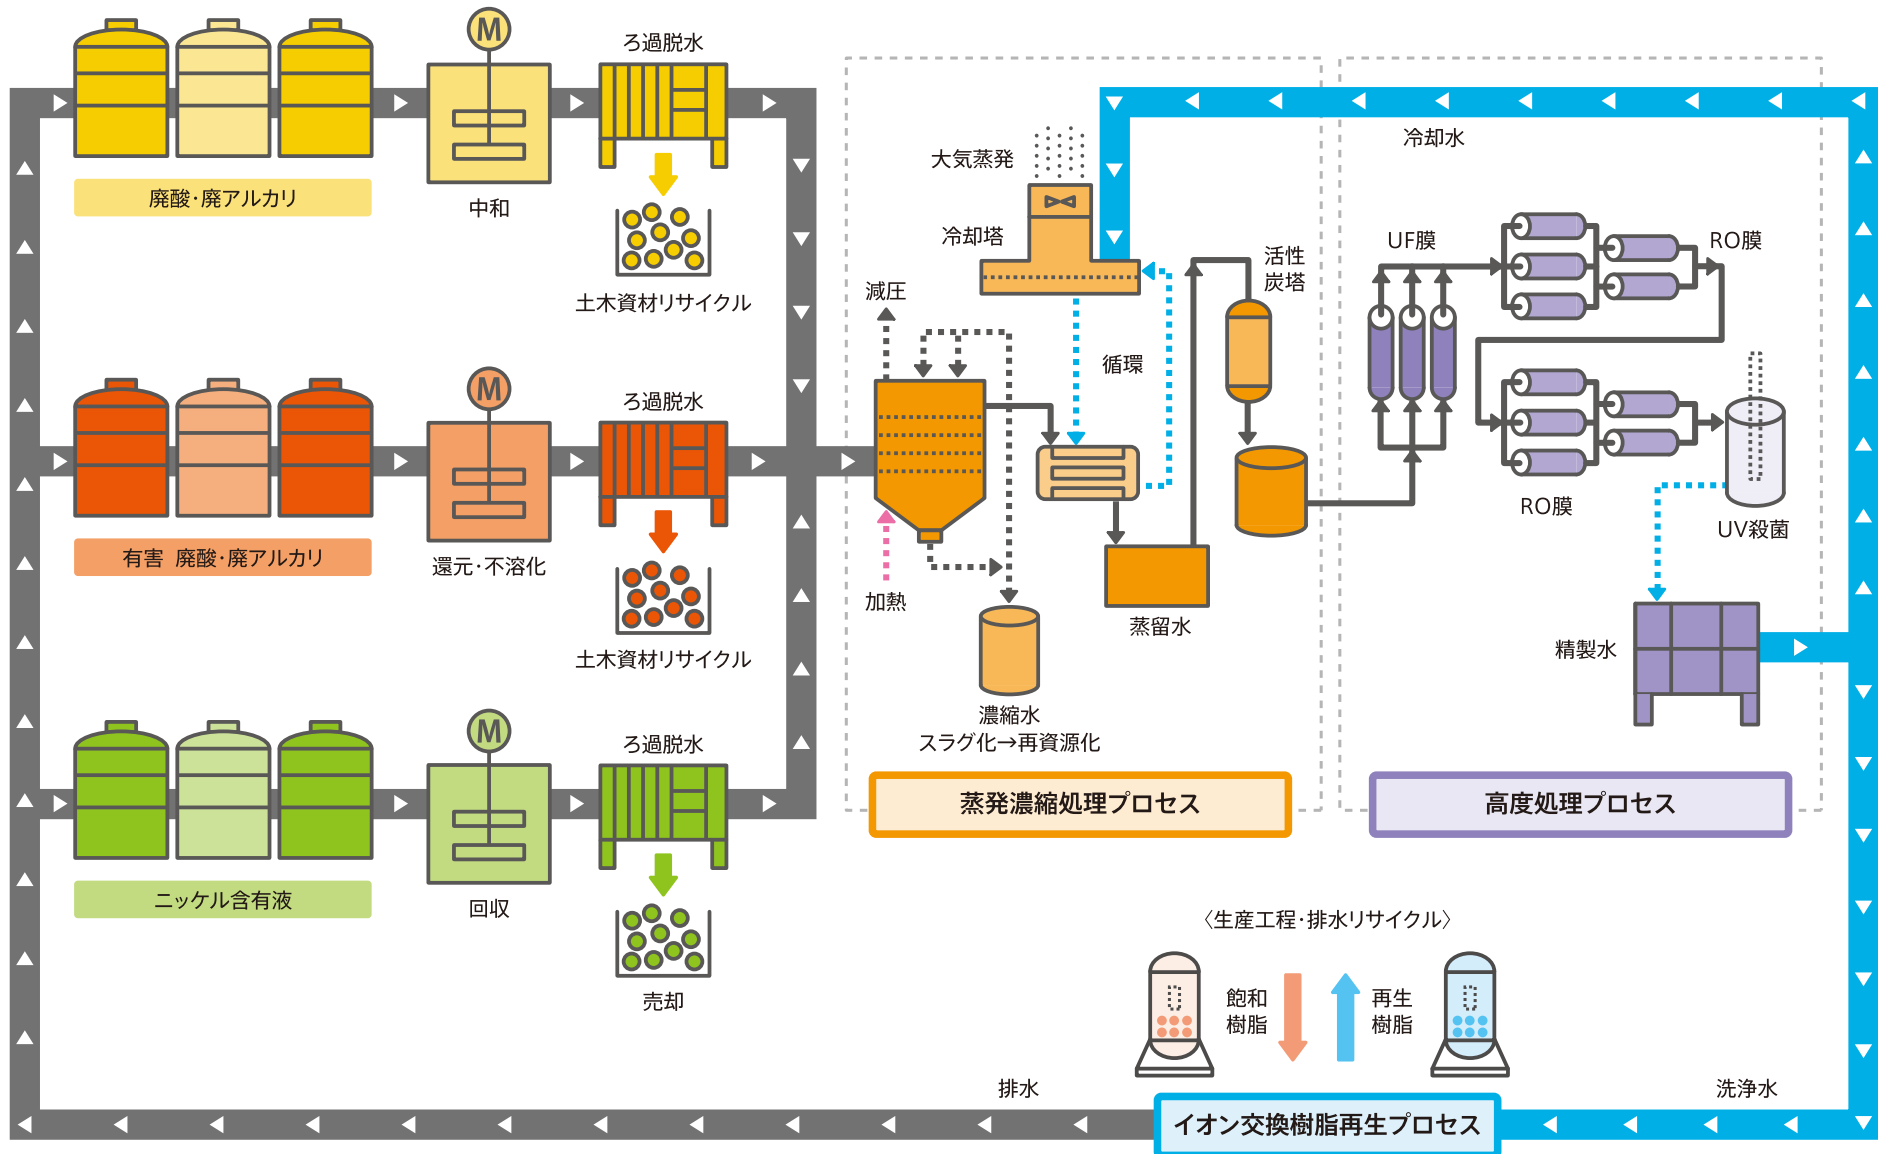 M
ろ過脱水
廃酸・廃アルカリ
中和
土木資材リサイクル
M
ろ過脱水
有害 廃酸・廃アルカリ
還元・不溶化
土木資材リサイクル
M
ろ過脱水
ニッケル含有液
回収
売却
大気蒸発
冷却塔
減圧
循環
活性
炭塔
加熱
蒸留水
濃縮水
スラグ化→再資源化
蒸発濃縮処理プロセス
冷却水
UF膜
RO膜
RO膜
UV殺菌
精製水
高度処理プロセス
〈生産工程・排水リサイクル〉
飽和
樹脂
再生
樹脂
排水
洗浄水
イオン交換樹脂再生プロセス